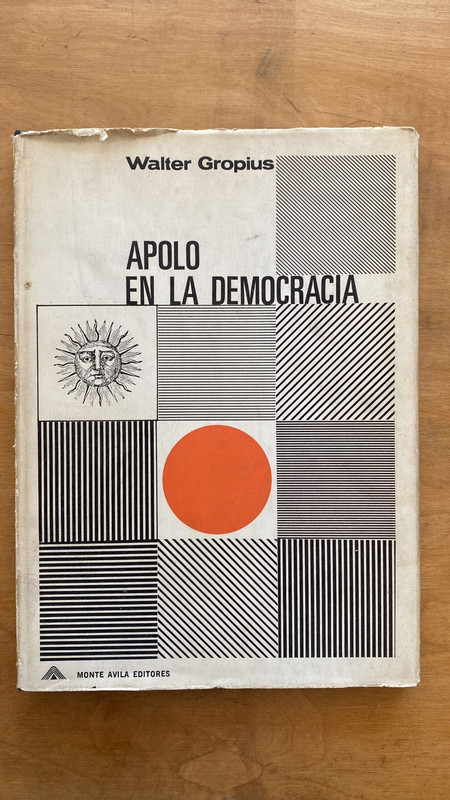 Walter Gropius
APOLO
EN LA DEMOCRACIA
MONTE AVILA EDITORES